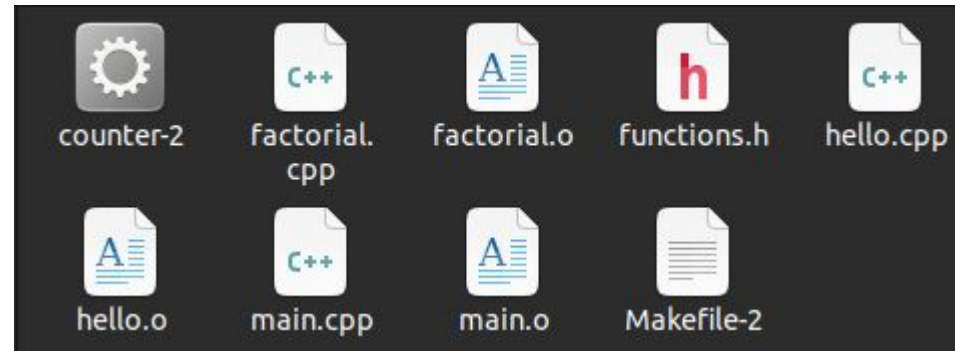 C++
A
h
C++
counter-2
factorial.
cpp
factorial.o
functions.h
hello.cpp
A
C++
A
hello.o
main.cpp
main.o
Makefile-2